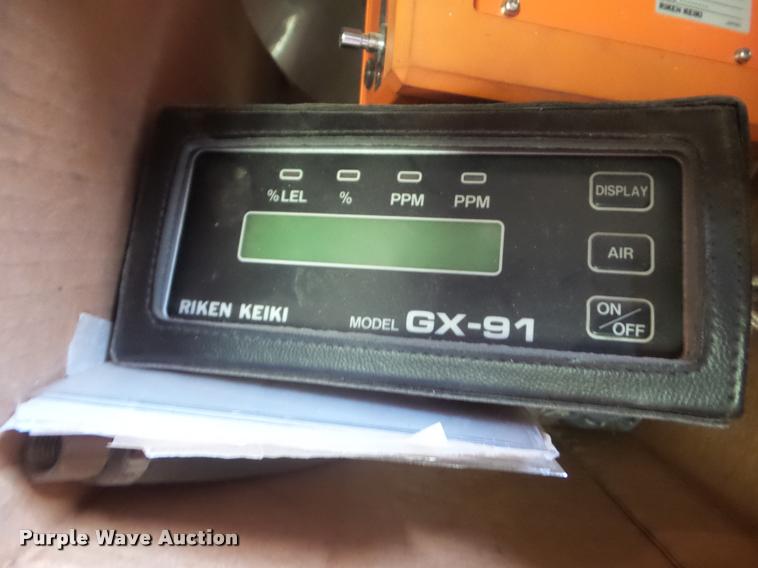 RIKEN KEIKI
%LEL % PPM PPM
DISPLAY
AIR
RIKEN KEIKI MODEL GX-91
ON/OFF
Purple Wave Auction